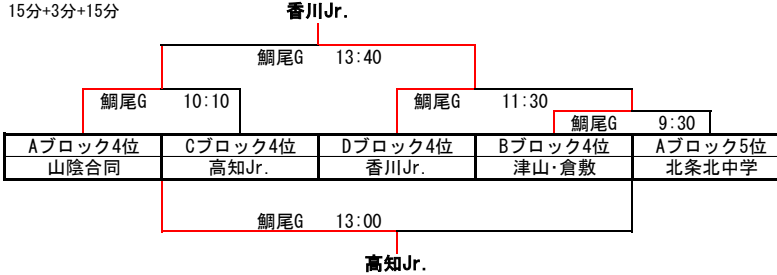 15分+3分+15分
香川Jr.
鯛尾G 13:40
鯛尾G 10:10
鯛尾G 11:30
鯛尾G 9:30
Aブロック4位 Cブロック4位 Dブロック4位 Bブロック4位 Aブロック5位
山陰合同 高知Jr. 香川Jr. 津山・倉敷 北条北中学
鯛尾G 13:00
高知Jr.